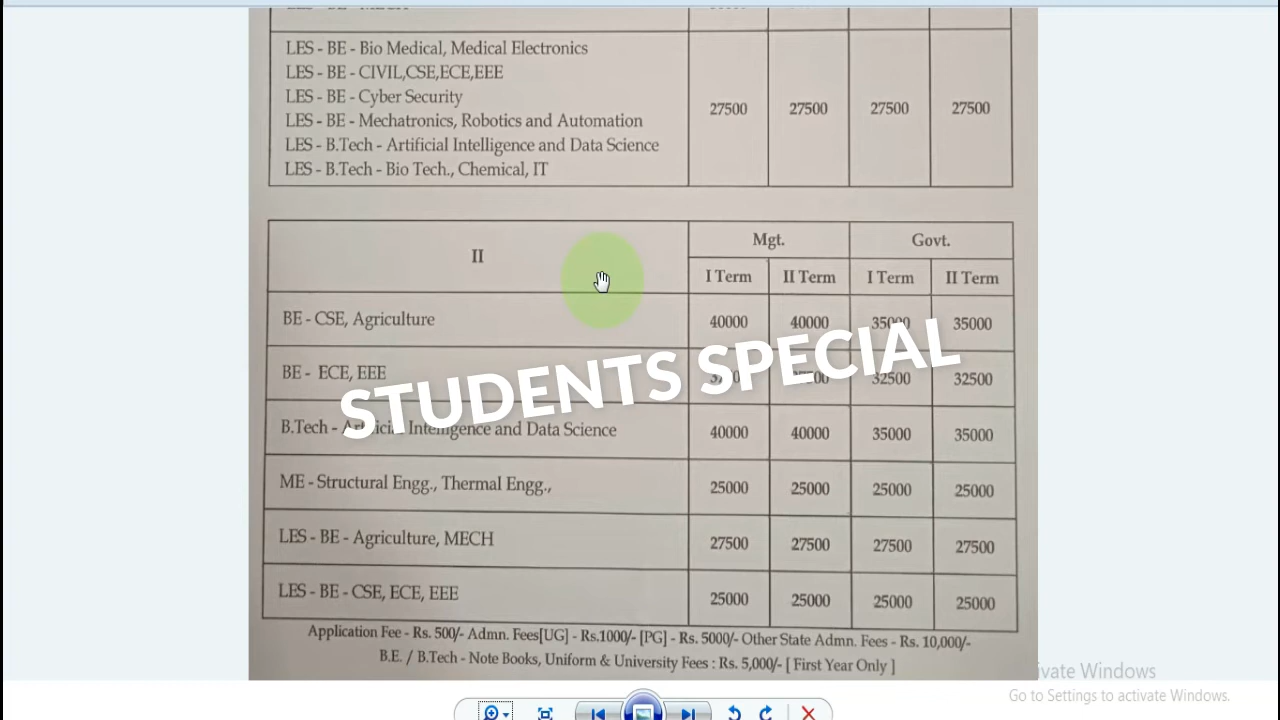 LES - BE - Bio Medical, Medical Electronics
LES - BE - CIVIL,CSE,ECE,EEE
LES - BE - Cyber Security
LES - BE - Mechatronics, Robotics and Automation
LES - B.Tech - Artificial Intelligence and Data Science
LES - B.Tech - Bio Tech., Chemical, IT
27500 27500 27500 27500
II Mgt. Govt.
I Term II Term I Term II Term
BE - CSE, Agriculture 40000 40000 35000 35000
BE - ECE, EEE 32500 32500
STUDENTS SPECIAL
B.Tech - Artificial Intelligence and Data Science 40000 40000 35000 35000
ME - Structural Engg., Thermal Engg., 25000 25000 25000 25000
LES - BE - Agriculture, MECH 27500 27500 27500 27500
LES - BE - CSE, ECE, EEE 25000 25000 25000 25000
Application Fee - Rs. 500/- Admn. Fees[UG] - Rs.1000/- [PG] - Rs. 5000/- Other State Admn. Fees - Rs. 10,000/-
B.E. / B.Tech - Note Books, Uniform & University Fees : Rs. 5,000/- [ First Year Only ]
Windows
Go to Settings to activate Windows.